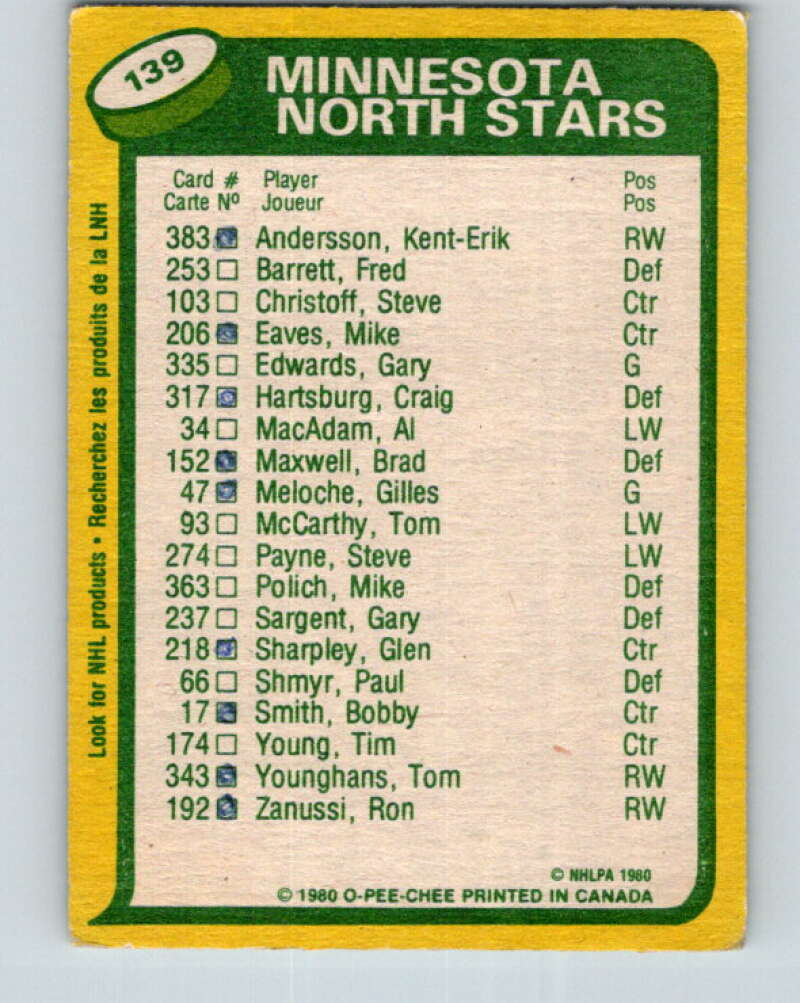 139
MINNESOTA
NORTH STARS
Card # Player Pos
Carte Nº Joueur Pos
383 Andersson, Kent-Erik RW
253 Barrett, Fred Def
103 Christoff, Steve Ctr
206 Eaves, Mike Ctr
335 Edwards, Gary G
317 Hartsburg, Craig Def
34 MacAdam, Al LW
152 Maxwell, Brad Def
47 Meloche, Gilles G
93 McCarthy, Tom LW
274 Payne, Steve LW
363 Polich, Mike Def
237 Sargent, Gary Def
218 Sharpley, Glen Ctr
66 Shmyr, Paul Def
17 Smith, Bobby Ctr
174 Young, Tim Ctr
343 Younghans, Tom RW
192 Zanussi, Ron RW
© NHLPA 1980
© 1980 O-PEE-CHEE PRINTED IN CANADA
Look for NHL products • Recherchez les produits de la LNH